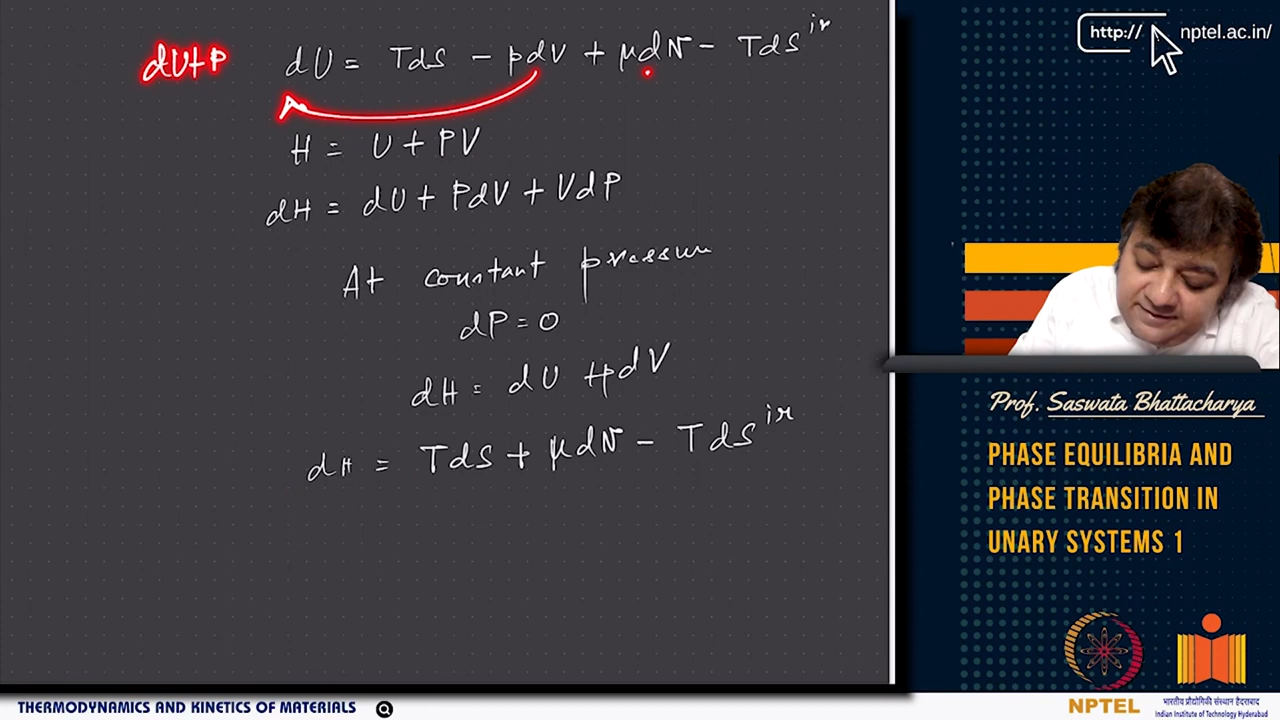 dU+P dU = Tds - pdV + μdN - Tds^ir
H = U + PV
dH = dU + PdV + VdP
At constant pressure
dP = 0
dH = dU + pdV
dH = Tds + μdN - Tds^ir
http:// nptel.ac.in/
Prof. Saswata Bhattacharya
PHASE EQUILIBRIA AND
PHASE TRANSITION IN
UNARY SYSTEMS 1
NPTEL
भारतीय प्रौद्योगिकी संस्थान हैदराबाद
Indian Institute of Technology Hyderabad
THERMODYNAMICS AND KINETICS OF MATERIALS